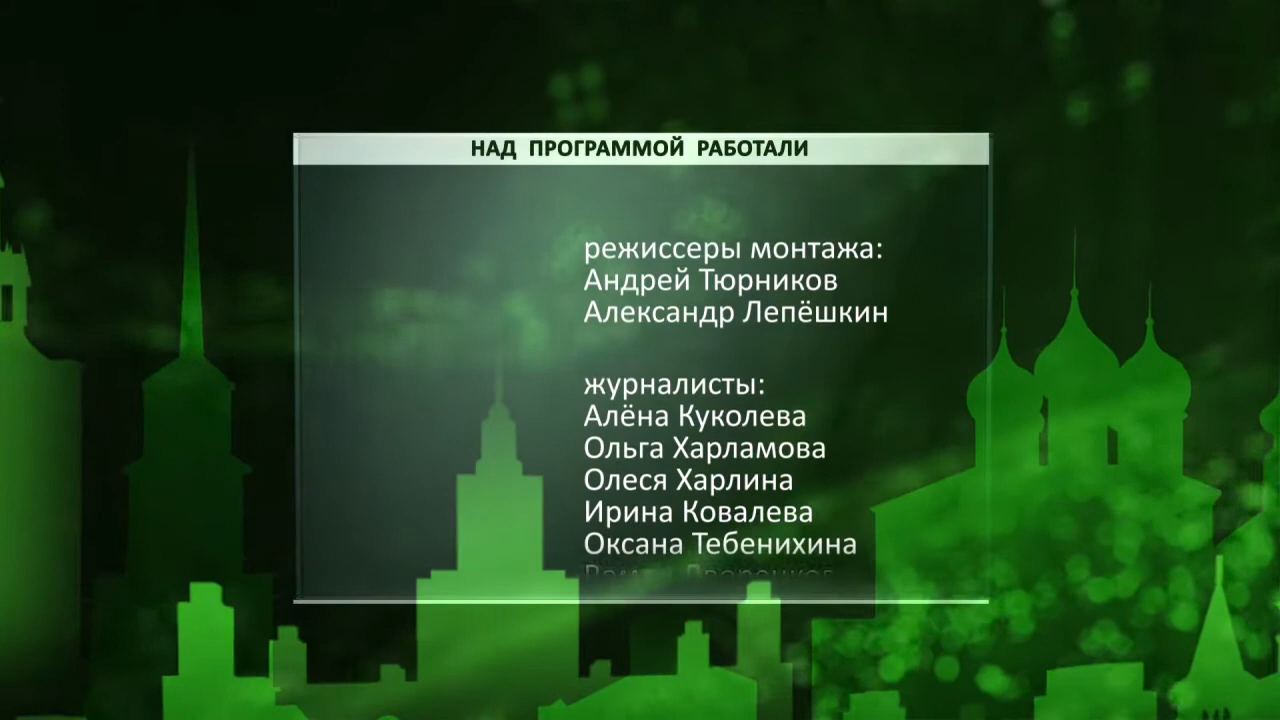 НАД ПРОГРАММОЙ РАБОТАЛИ
режиссеры монтажа:
Андрей Тюрников
Александр Лепёшкин
журналисты:
Алёна Куколева
Ольга Харламова
Олеся Харлина
Ирина Ковалева
Оксана Тебенихина